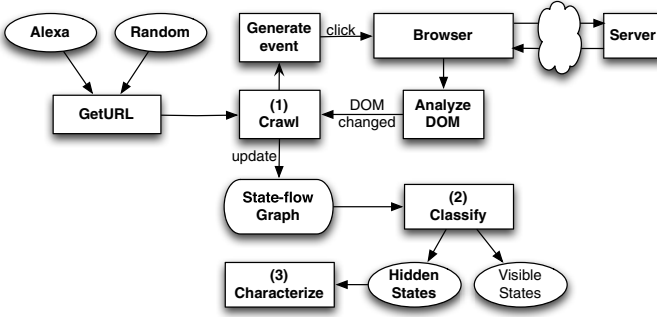 Alexa
Random
Generate
event
click
Browser
Server
GetURL
(1)
Crawl
DOM
changed
Analyze
DOM
update
State-flow
Graph
(2)
Classify
(3)
Characterize
Hidden
States
Visible
States